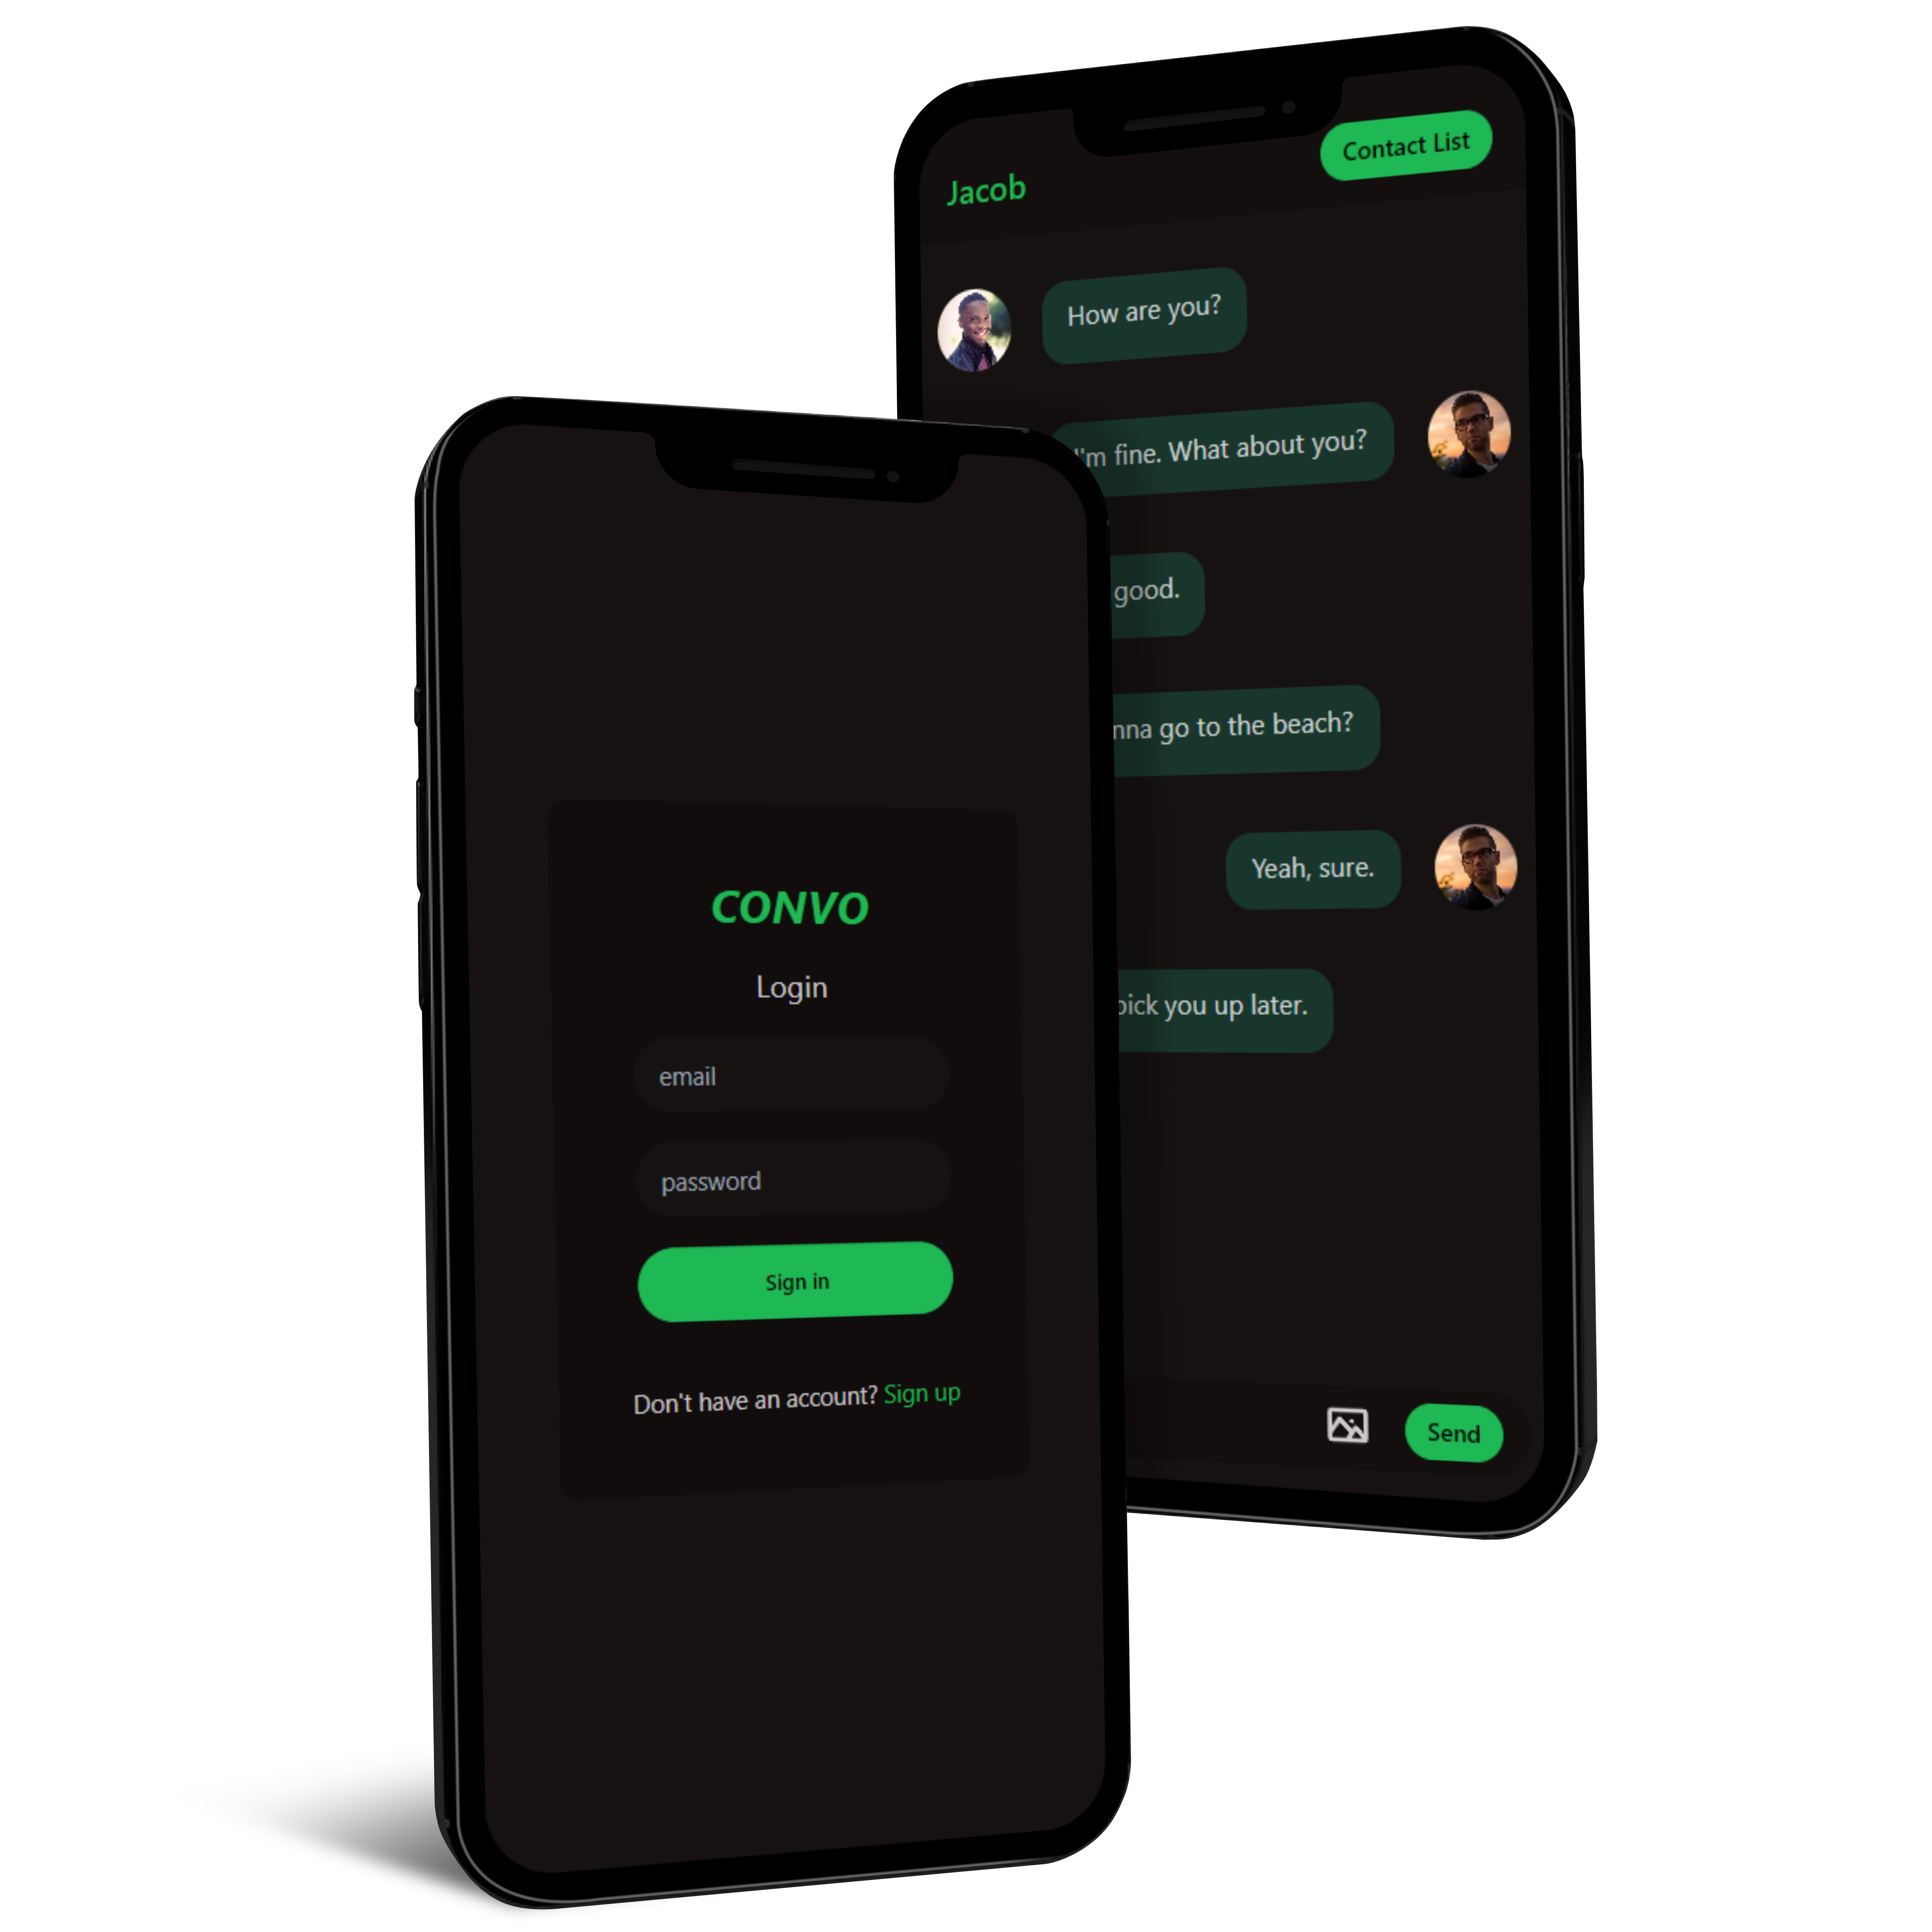 Contact List
Jacob
How are you?
I'm fine. What about you?
good.
go to the beach?
Yeah, sure.
pick you up later.
Send
CONVO
Login
email
password
Sign in
Don't have an account? Sign up